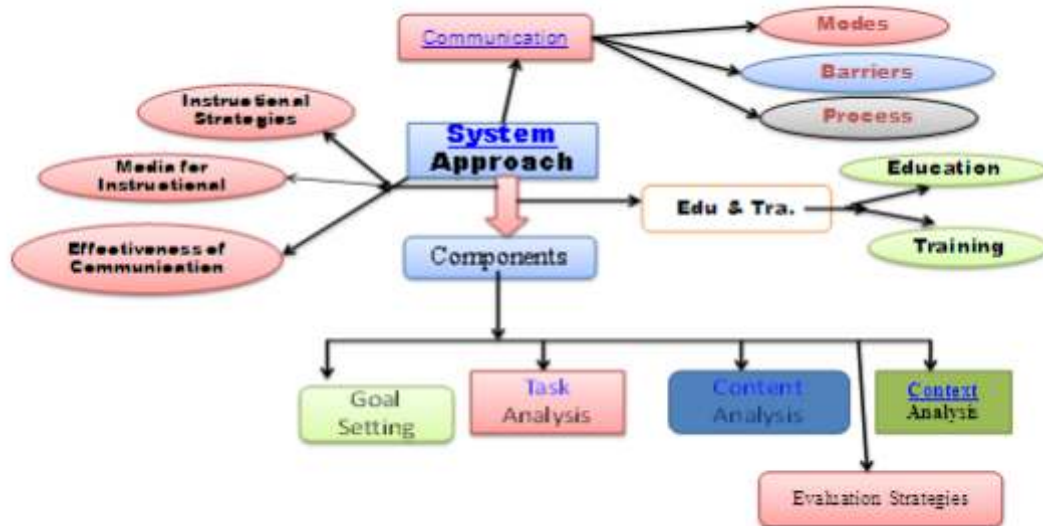 Communication
Modes
Barriers
Process
Instructional
Strategies
System
Approach
Media for
Instructional
Education
Edu & Tra.
Effectiveness of
Communication
Training
Components
Goal
Setting
Task
Analysis
Content
Analysis
Context
Analysis
Evaluation Strategies